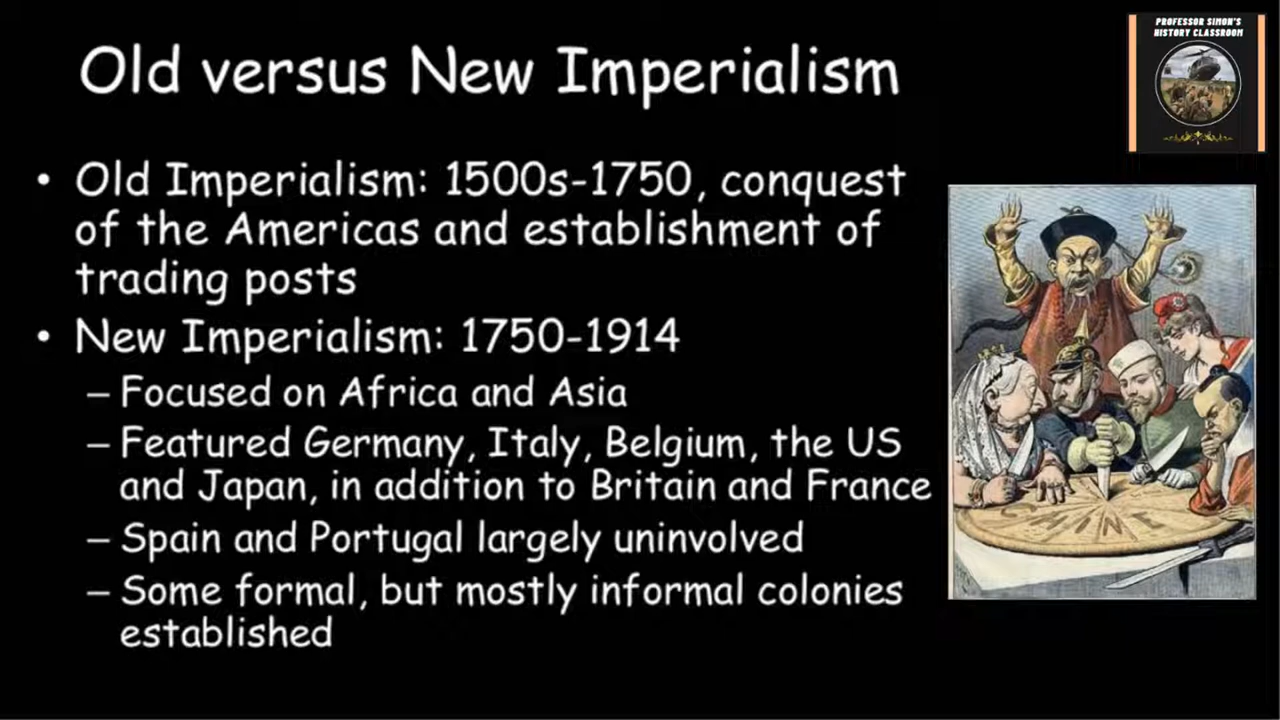 Old versus New Imperialism
PROFESSOR SIMON'S
HISTORY CLASSROOM
• Old Imperialism: 1500s-1750, conquest
of the Americas and establishment of
trading posts
• New Imperialism: 1750-1914
– Focused on Africa and Asia
– Featured Germany, Italy, Belgium, the US
and Japan, in addition to Britain and France
– Spain and Portugal largely uninvolved
– Some formal, but mostly informal colonies
established
CHINE